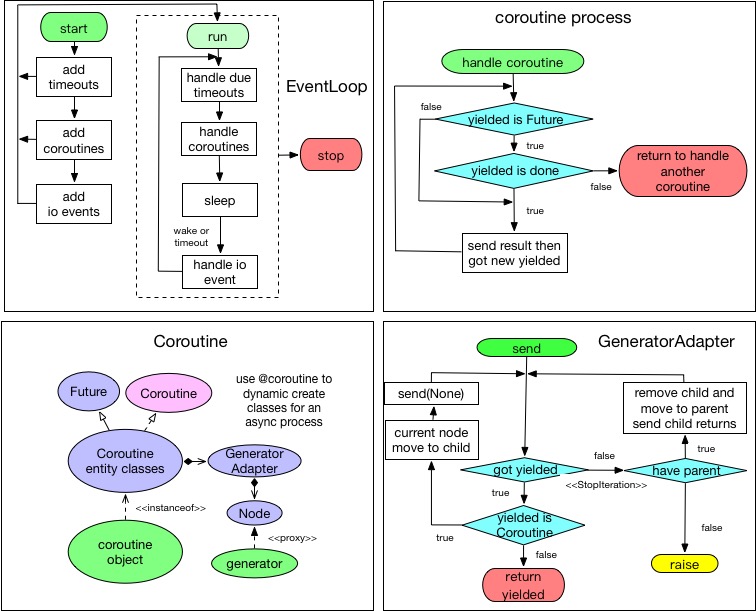 start
add
timeouts
add
coroutines
add
io events
run
handle due
timeouts
handle
coroutines
sleep
wake or
timeout
handle io
event
EventLoop
stop
coroutine process
handle coroutine
false
yielded is Future
true
yielded is done
false
true
return to handle
another
coroutine
send result then
got new yielded
Coroutine
Future
Coroutine
use @coroutine to
dynamic create
classes for an
async process
Coroutine
entity classes
Generator
Adapter
<<instanceof>>
Node
<<proxy>>
coroutine
object
generator
GeneratorAdapter
send
send(None)
current node
move to child
remove child and
move to parent
send child returns
true
got yielded
false
<<StopIteration>>
have parent
true
yielded is
Coroutine
true
false
false
return
yielded
raise